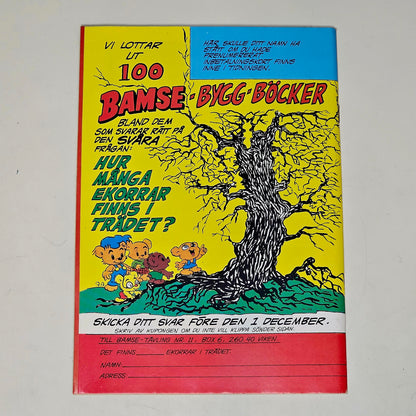 VI LOTTAR
UT
100
BAMSE-BYGG-BÖCKER
HÄR SKULLE DITT NAMN HA
STÅTT OM DU HADE
PRENUMERERAT.
INBETALNINGSKORT FINNS
INNE I TIDNINGEN.
BLAND DEM
SOM SVARAR RÄTT PÅ
DEN SVÅRA
FRÅGAN:
HUR
MÅNGA
EKORRAR
FINNS I
TRÄDET?
SKICKA DITT SVAR FÖRE DEN 1 DECEMBER.
SKRIV AV KUPONGEN OM DU INTE VILL KLIPPA SÖNDER SIDAN.
TILL BAMSE-TÄVLING NR 11. BOX 6, 260 40 VIKEN.
DET FINNS EKORRAR I TRÄDET.
NAMN:
ADRESS: